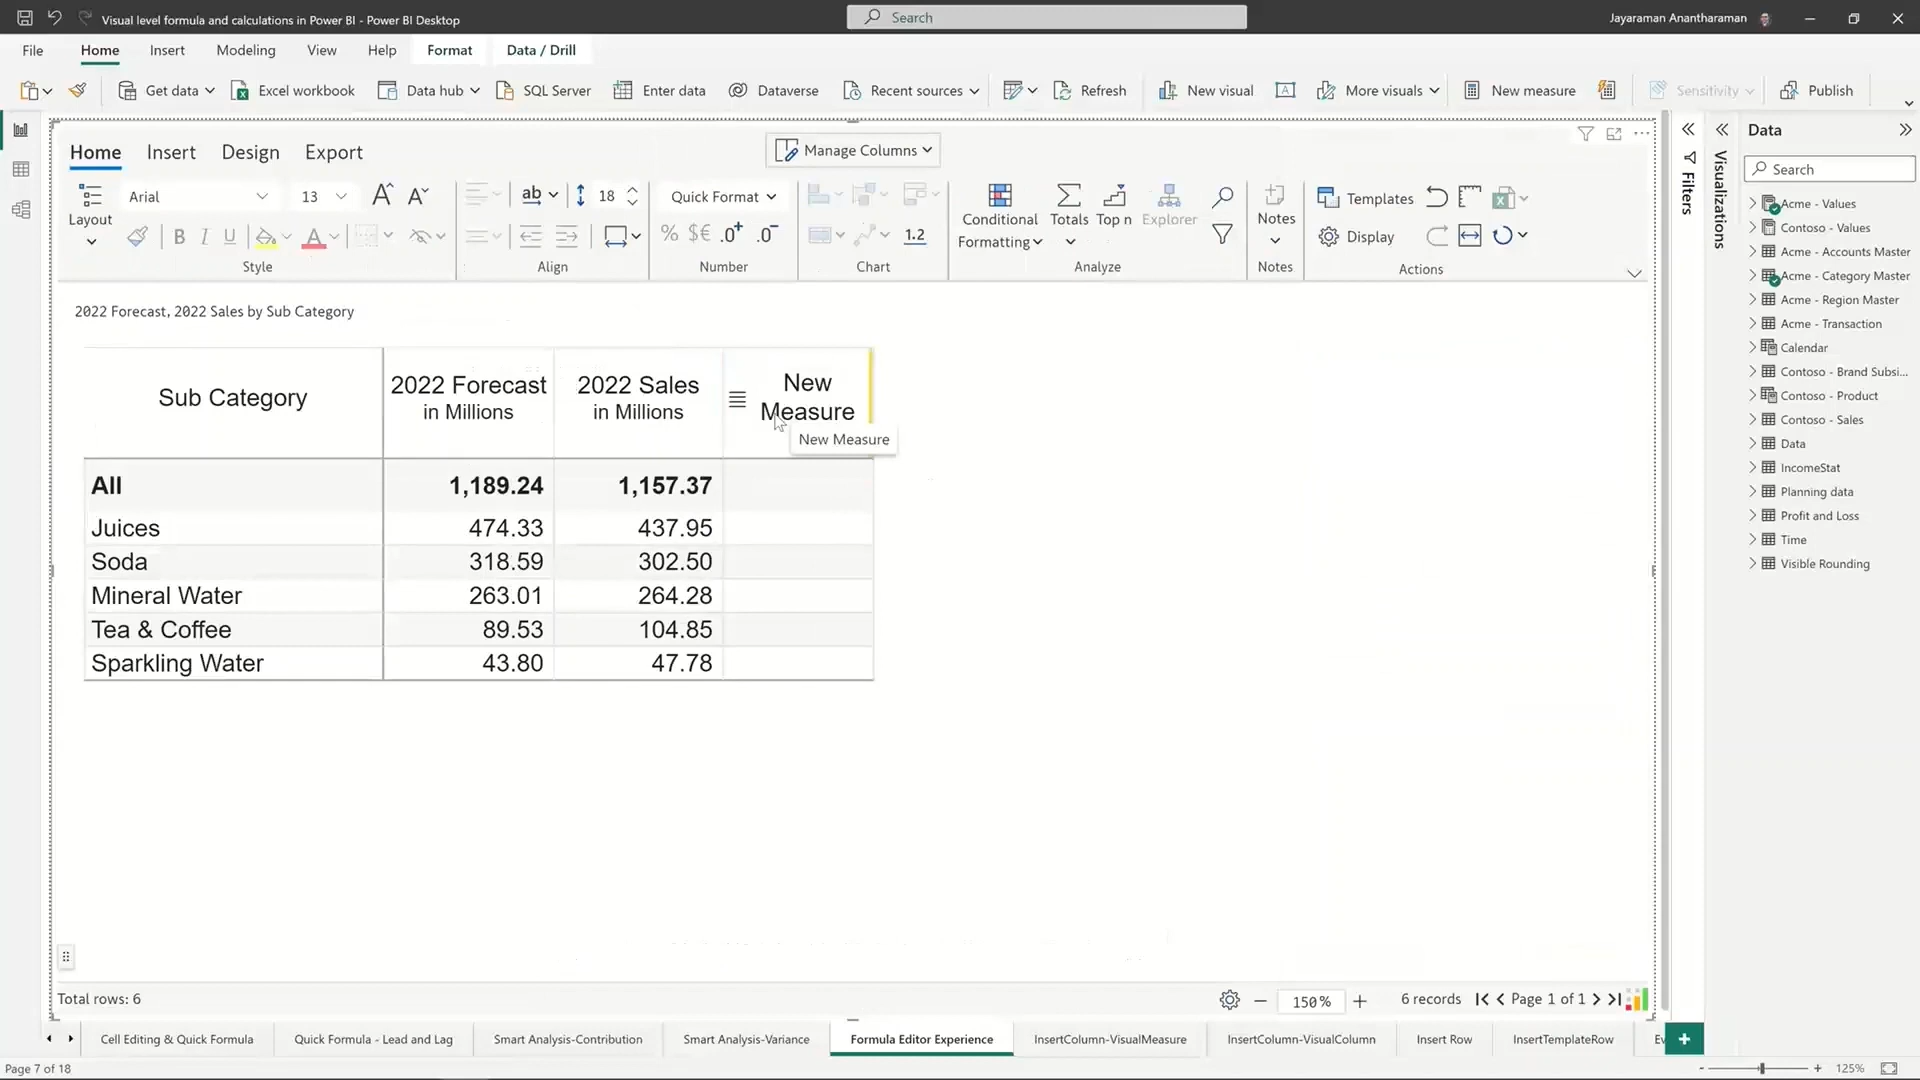 Visual level formula and calculations in Power BI - Power BI Desktop
Search
Jayaraman Anantharaman
File
Home
Insert
Modeling
View
Help
Format
Data / Drill
Get data
Excel workbook
Data hub
SQL Server
Enter data
Dataverse
Recent sources
Refresh
New visual
More visuals
New measure
Sensitivity
Publish
Home
Insert
Design
Export
Manage Columns
Layout
Arial
13
ab
18
Quick Format
Conditional
Formatting
Totals
Top n
Explorer
Notes
Templates
Display
B
I
U
A
% $€ .0 .0
1.2
Style
Align
Number
Chart
Analyze
Notes
Actions
2022 Forecast, 2022 Sales by Sub Category
Sub Category
2022 Forecast
in Millions
2022 Sales
in Millions
New
Measure
New Measure
All 1,189.24 1,157.37
Juices 474.33 437.95
Soda 318.59 302.50
Mineral Water 263.01 264.28
Tea & Coffee 89.53 104.85
Sparkling Water 43.80 47.78
Filters
Visualizations
Data
Search
Acme - Values
Contoso - Values
Acme - Accounts Master
Acme - Category Master
Acme - Region Master
Acme - Transaction
Calendar
Contoso - Brand Subsi...
Contoso - Product
Contoso - Sales
Data
IncomeStat
Planning data
Profit and Loss
Time
Visible Rounding
Total rows: 6
150%
6 records
Page 1 of 1
Cell Editing & Quick Formula
Quick Formula - Lead and Lag
Smart Analysis-Contribution
Smart Analysis-Variance
Formula Editor Experience
InsertColumn-VisualMeasure
InsertColumn-VisualColumn
Insert Row
InsertTemplateRow
Page 7 of 18
125%